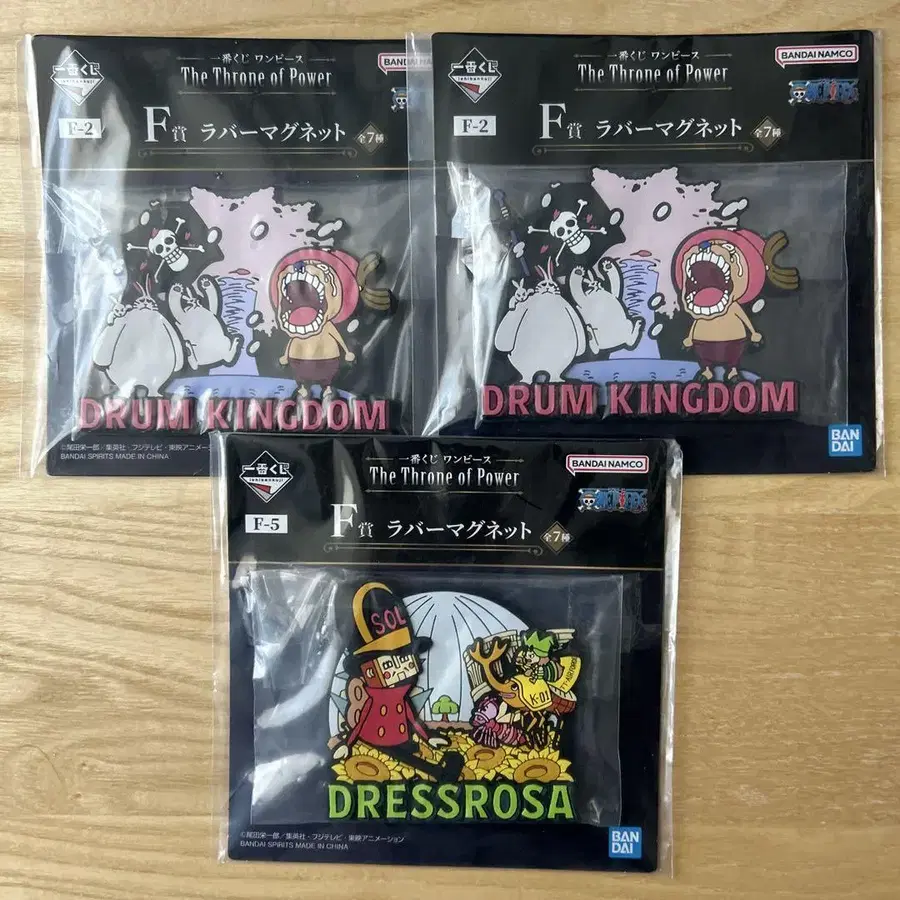 一番くじ
ichibankuji
一番くじ ワンピース
The Throne of Power
BANDAI NAMCO
F-2
F賞 ラバーマグネット 全7種
DRUM KINGDOM
©尾田栄一郎/集英社・フジテレビ・東映アニメーション
BANDAI SPIRITS MADE IN CHINA
一番くじ
ichibankuji
一番くじ ワンピース
The Throne of Power
BANDAI NAMCO
ONE PIECE
F-2
F賞 ラバーマグネット 全7種
DRUM KINGDOM
BAN
DAI
一番くじ
ichibankuji
一番くじ ワンピース
The Throne of Power
BANDAI NAMCO
ONE PIECE
F-5
F賞 ラバーマグネット 全7種
SOL
K-01
DRESSROSA
©尾田栄一郎/集英社・フジテレビ・東映アニメーション
BANDAI SPIRITS MADE IN CHINA
BAN
DAI